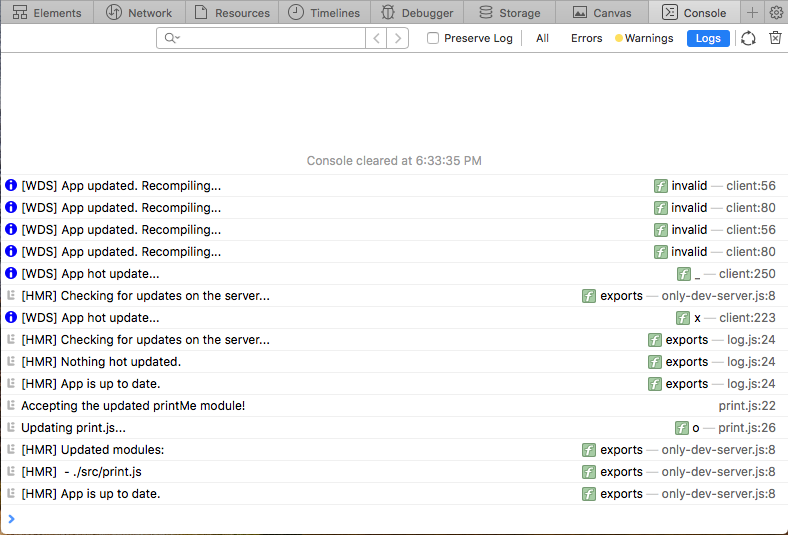 Elements Network Resources Timelines Debugger Storage Canvas Console
Preserve Log All Errors Warnings Logs
Console cleared at 6:33:35 PM
[WDS] App updated. Recompiling... f invalid — client:56
[WDS] App updated. Recompiling... f invalid — client:80
[WDS] App updated. Recompiling... f invalid — client:56
[WDS] App updated. Recompiling... f invalid — client:80
[WDS] App hot update... f _ — client:250
[HMR] Checking for updates on the server... f exports — only-dev-server.js:8
[WDS] App hot update... f x — client:223
[HMR] Checking for updates on the server... f exports — log.js:24
[HMR] Nothing hot updated. f exports — log.js:24
[HMR] App is up to date. f exports — log.js:24
Accepting the updated printMe module! print.js:22
Updating print.js... f o — print.js:26
[HMR] Updated modules: f exports — only-dev-server.js:8
[HMR]  - ./src/print.js f exports — only-dev-server.js:8
[HMR] App is up to date. f exports — only-dev-server.js:8